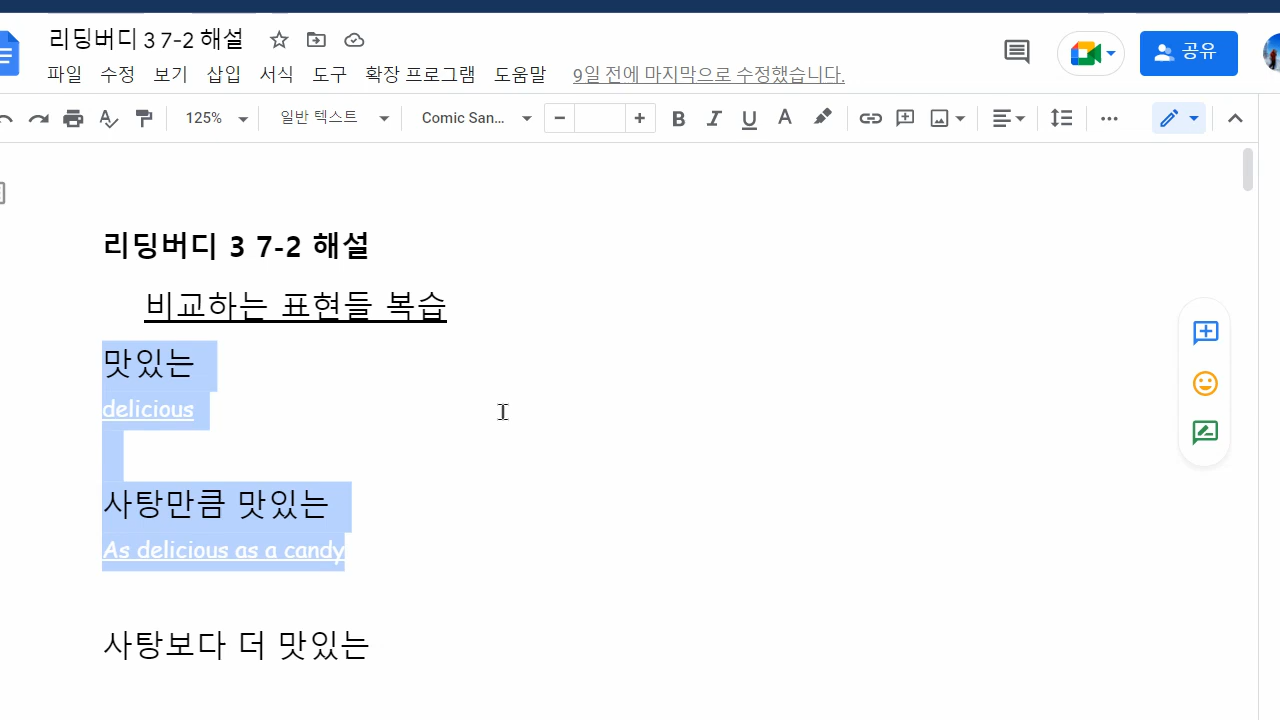 리딩버디 3 7-2 해설
파일 수정 보기 삽입 서식 도구 확장 프로그램 도움말 9일 전에 마지막으로 수정했습니다.
공유
125% 일반 텍스트 Comic San... B I U A
리딩버디 3 7-2 해설
비교하는 표현들 복습
맛있는
delicious
사탕만큼 맛있는
As delicious as a candy
사탕보다 더 맛있는